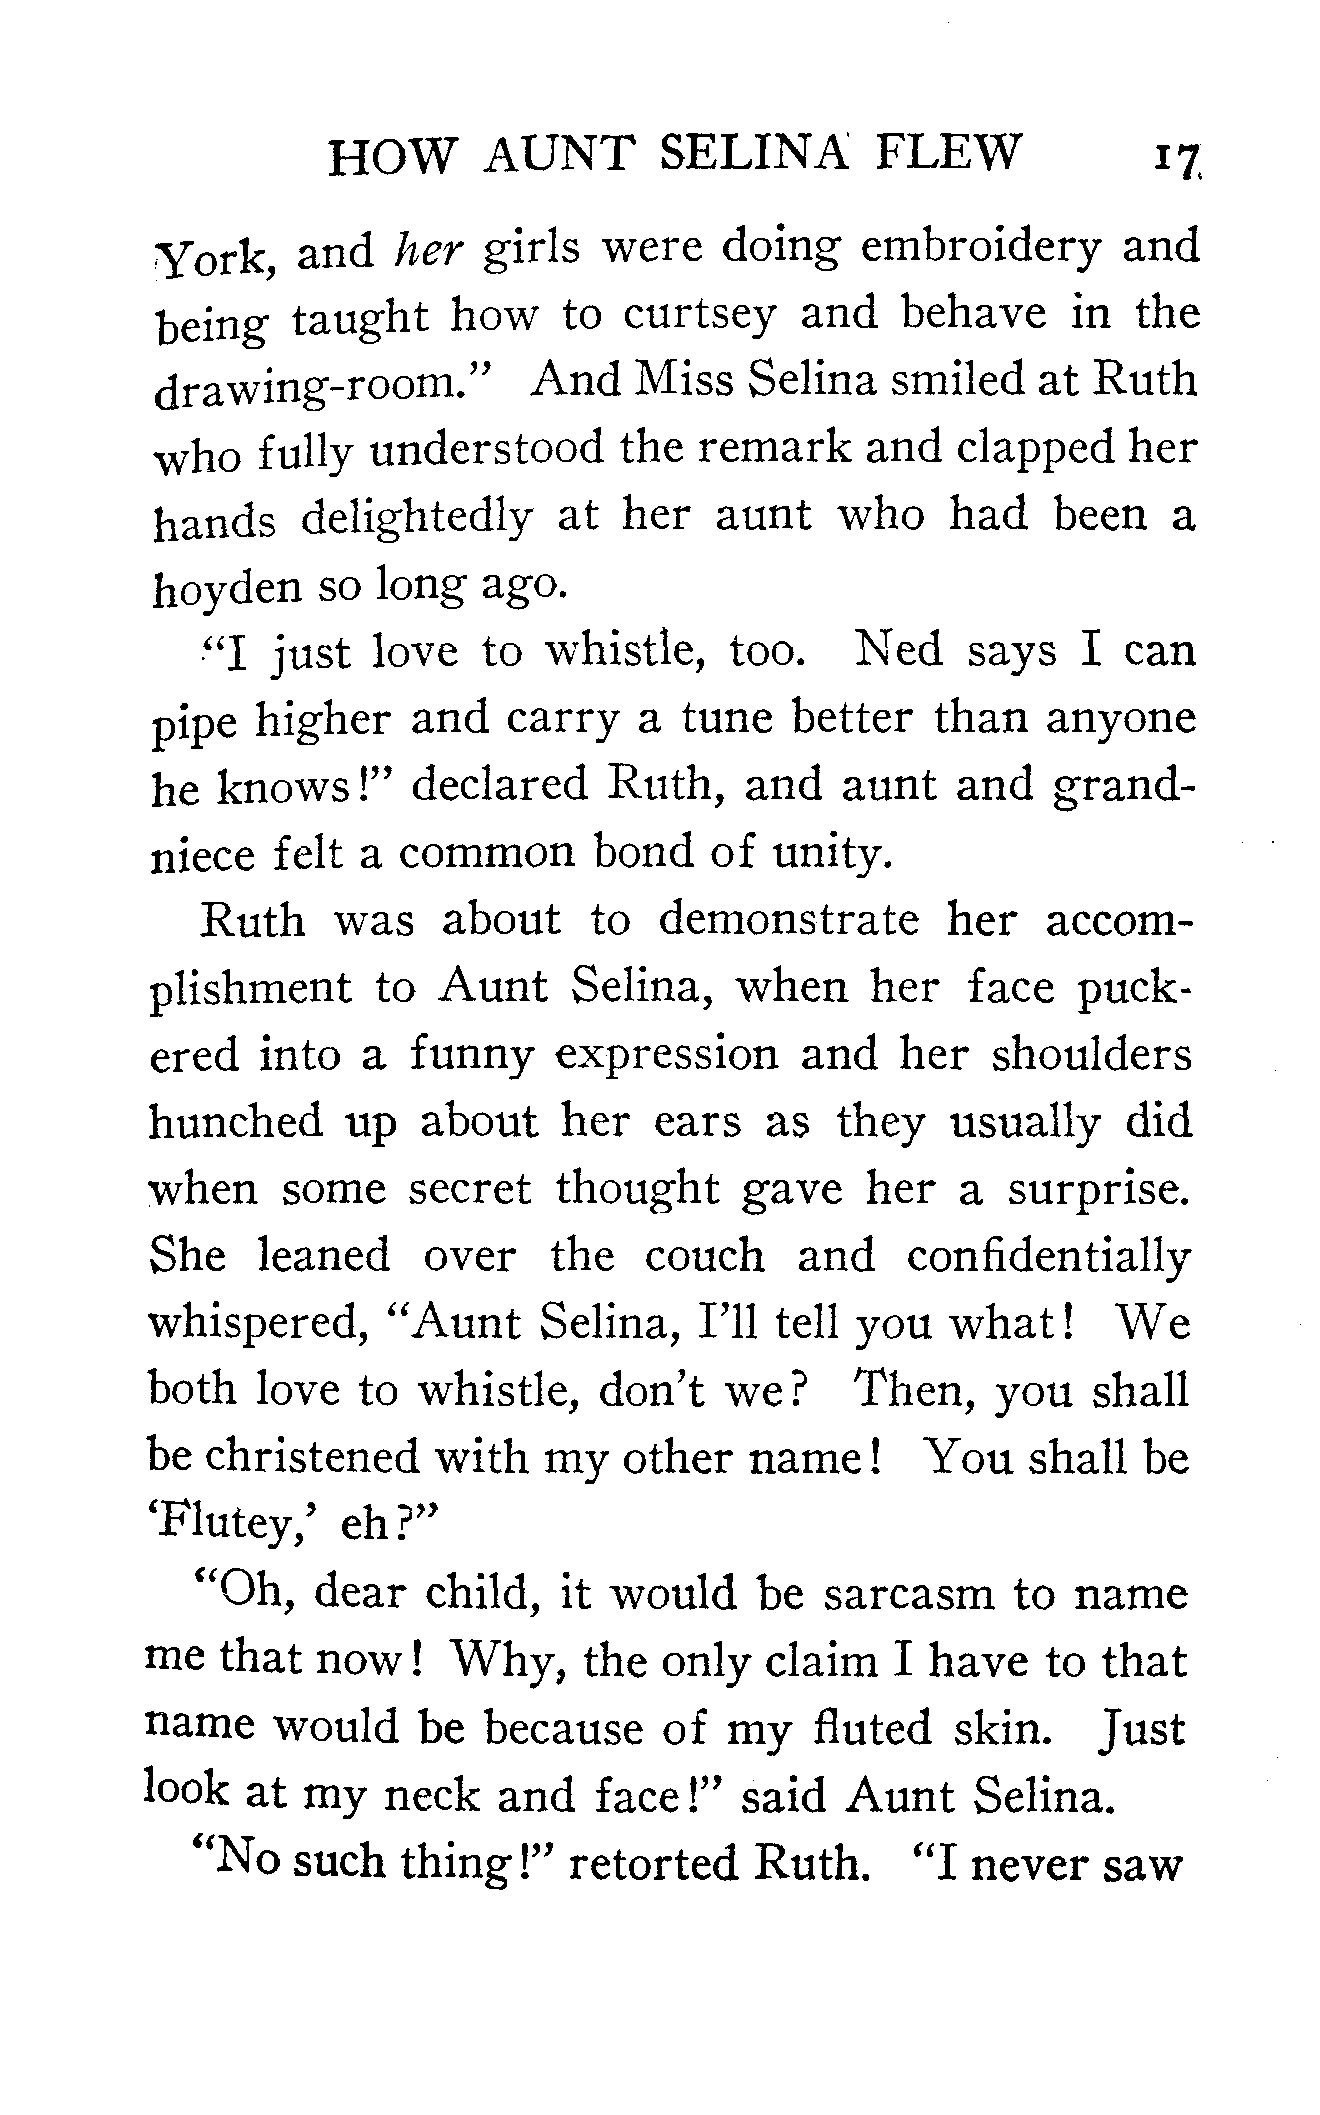 HOW AUNT SELINA FLEW 17
York, and her girls were doing embroidery and
being taught how to curtsey and behave in the
drawing-room." And Miss Selina smiled at Ruth
who fully understood the remark and clapped her
hands delightedly at her aunt who had been a
hoyden so long ago.
"I just love to whistle, too. Ned says I can
pipe higher and carry a tune better than anyone
he knows!" declared Ruth, and aunt and grand-
niece felt a common bond of unity.
Ruth was about to demonstrate her accom-
plishment to Aunt Selina, when her face puck-
ered into a funny expression and her shoulders
hunched up about her ears as they usually did
when some secret thought gave her a surprise.
She leaned over the couch and confidentially
whispered, "Aunt Selina, I'll tell you what! We
both love to whistle, don't we? Then, you shall
be christened with my other name! You shall be
'Flutey,' eh?"
"Oh, dear child, it would be sarcasm to name
me that now! Why, the only claim I have to that
name would be because of my fluted skin. Just
look at my neck and face!" said Aunt Selina.
"No such thing!" retorted Ruth. "I never saw